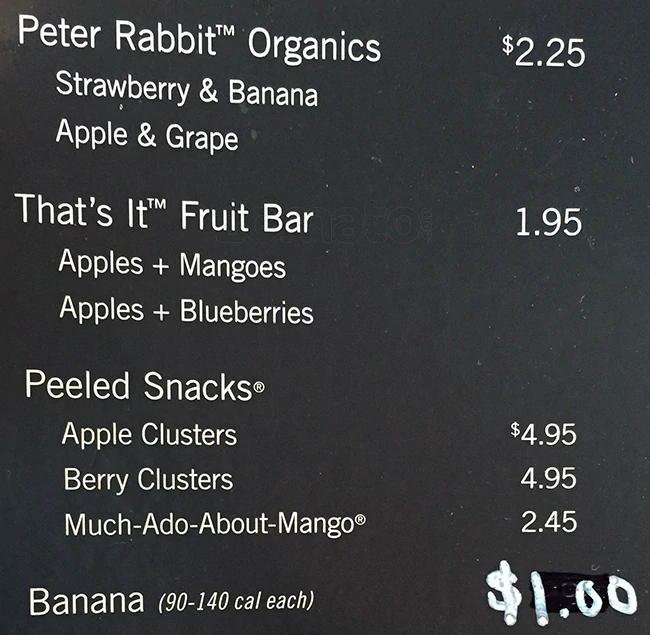 Peter Rabbit™ Organics $2.25
Strawberry & Banana
Apple & Grape
That's It™ Fruit Bar 1.95
Apples + Mangoes
Apples + Blueberries
Peeled Snacks®
Apple Clusters $4.95
Berry Clusters 4.95
Much-Ado-About-Mango® 2.45
Banana (90-140 cal each) $1.00